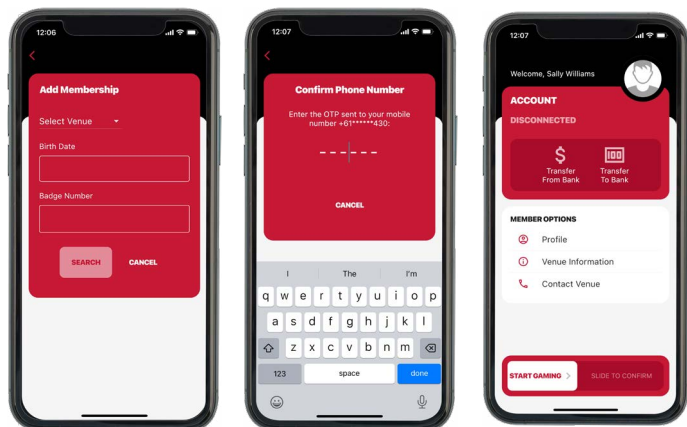 12:06
Add Membership
Select Venue
Birth Date
Badge Number
SEARCH CANCEL
12:07
Confirm Phone Number
Enter the OTP sent to your mobile
number +61******430:
CANCEL
I The I'm
q w e r t y u i o p
a s d f g h j k l
z x c v b n m
123 space done
12:07
Welcome, Sally Williams
ACCOUNT
DISCONNECTED
$ 100
Transfer Transfer
From Bank To Bank
MEMBER OPTIONS
Profile
Venue Information
Contact Venue
START GAMING > SLIDE TO CONFIRM